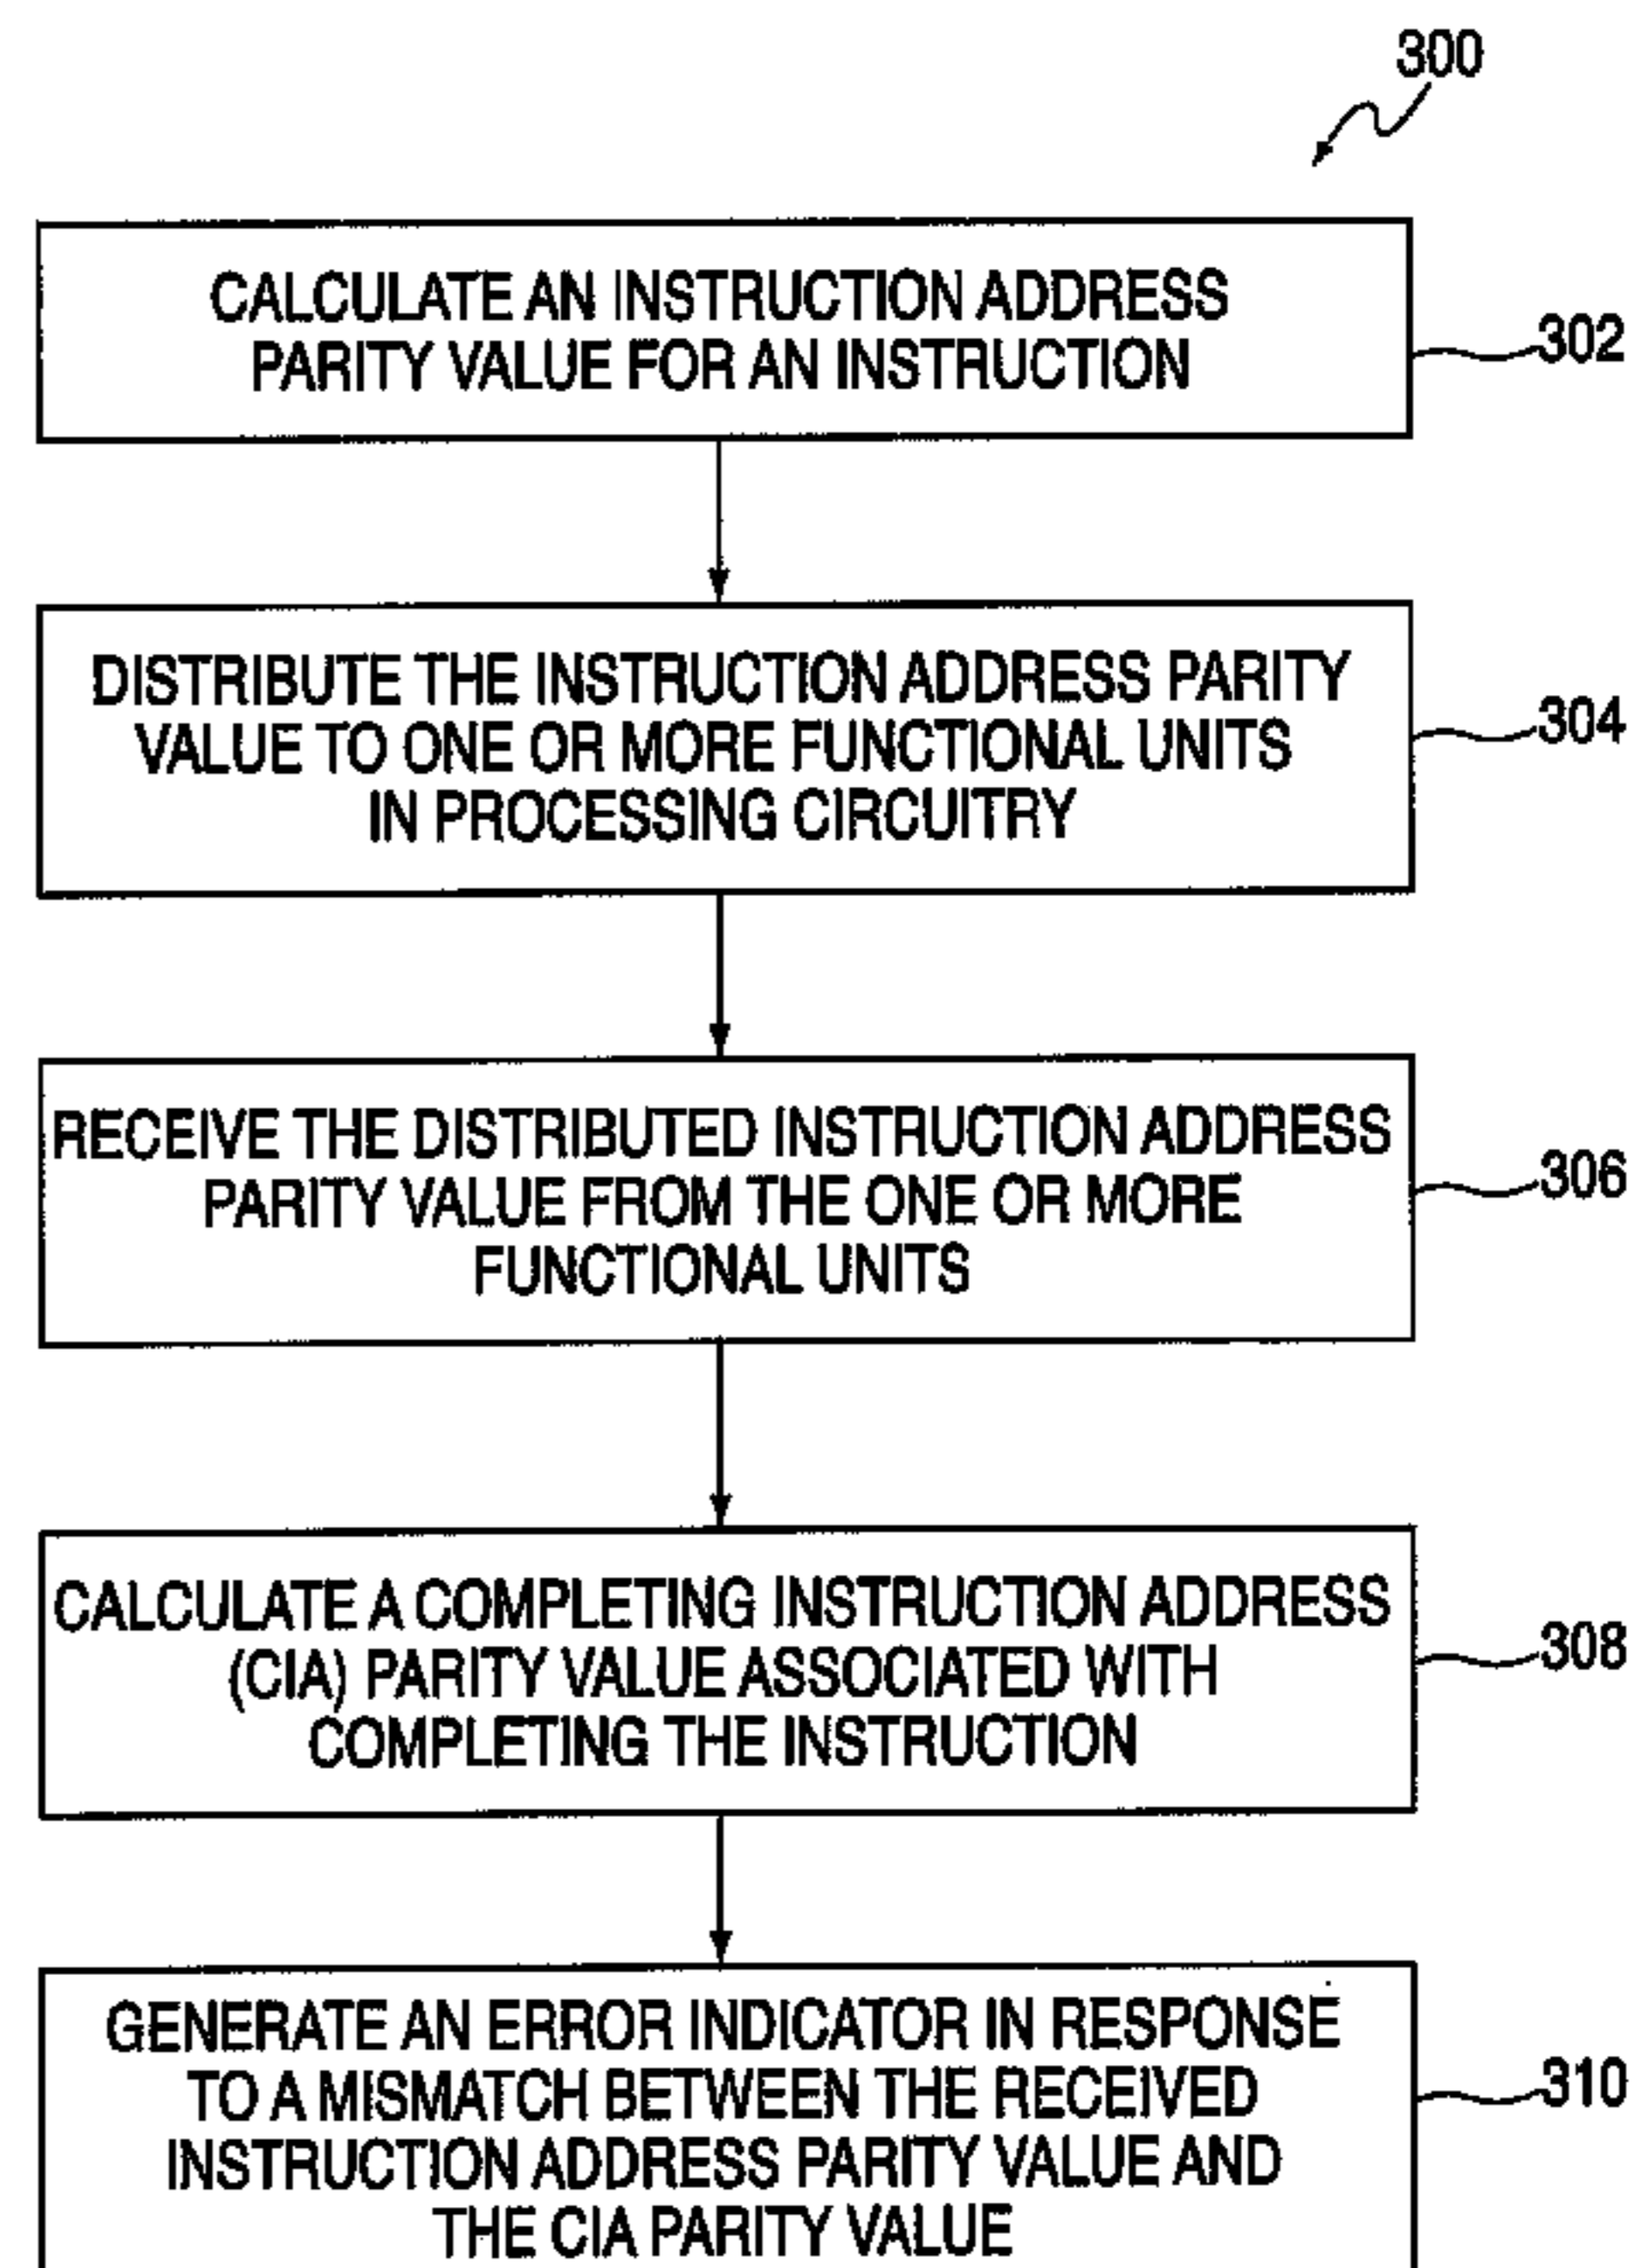 300
CALCULATE AN INSTRUCTION ADDRESS
PARITY VALUE FOR AN INSTRUCTION
302
DISTRIBUTE THE INSTRUCTION ADDRESS PARITY
VALUE TO ONE OR MORE FUNCTIONAL UNITS
IN PROCESSING CIRCUITRY
304
RECEIVE THE DISTRIBUTED INSTRUCTION ADDRESS
PARITY VALUE FROM THE ONE OR MORE
FUNCTIONAL UNITS
306
CALCULATE A COMPLETING INSTRUCTION ADDRESS
(CIA) PARITY VALUE ASSOCIATED WITH
COMPLETING THE INSTRUCTION
308
GENERATE AN ERROR INDICATOR IN RESPONSE
TO A MISMATCH BETWEEN THE RECEIVED
INSTRUCTION ADDRESS PARITY VALUE AND
THE CIA PARITY VALUE
310